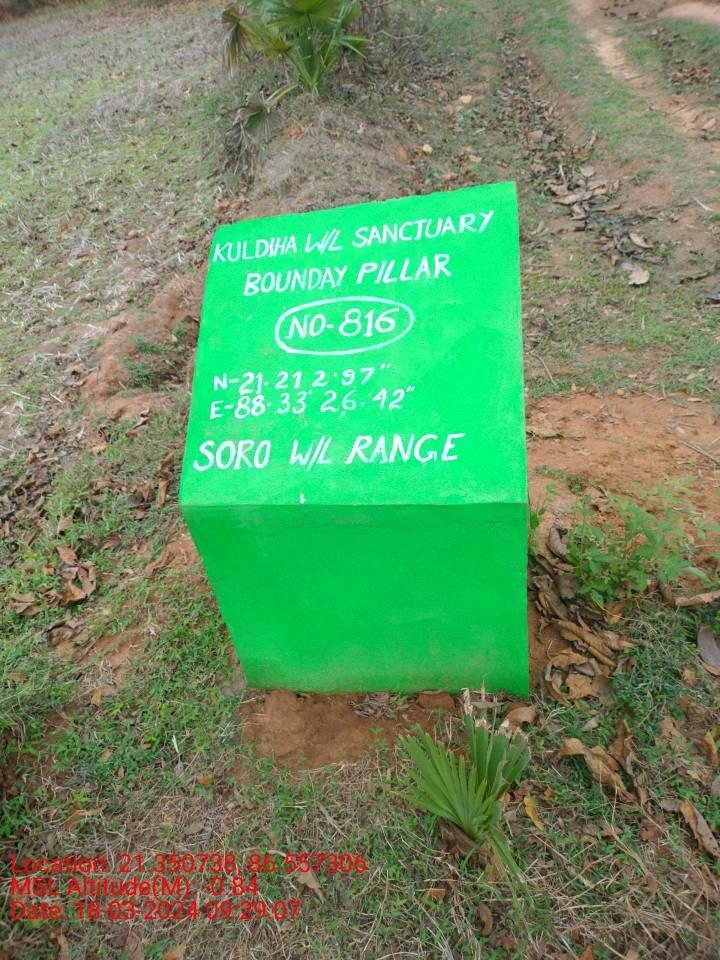 KULDIHA W/L SANCTUARY
BOUNDAY PILLAR
NO-816
N-21. 21 2.97"
E-88. 33' 26.42"
SORO W/L RANGE
Location: 21.350738, 86.557306
MSL Altitude(M): -0.84
Date: 18-03-2024 09:29:07